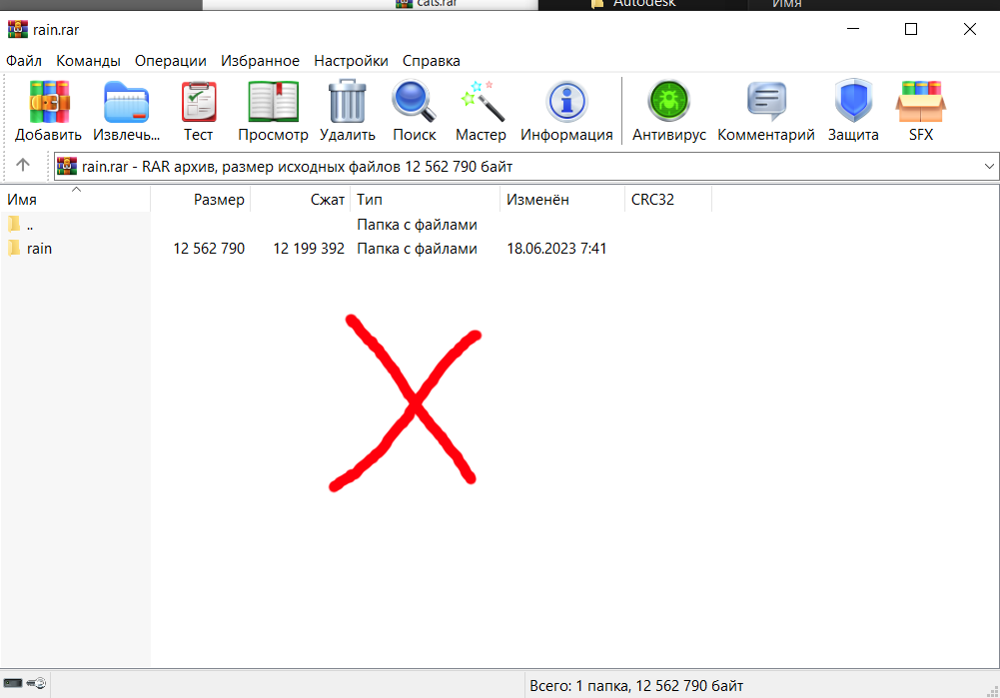 cats.rar Autodesk Имя
rain.rar
Файл Команды Операции Избранное Настройки Справка
Добавить Извлечь... Тест Просмотр Удалить Поиск Мастер Информация Антивирус Комментарий Защита SFX
rain.rar - RAR архив, размер исходных файлов 12 562 790 байт
Имя Размер Сжат Тип Изменён CRC32
.. Папка с файлами
rain 12 562 790 12 199 392 Папка с файлами 18.06.2023 7:41
Всего: 1 папка, 12 562 790 байт